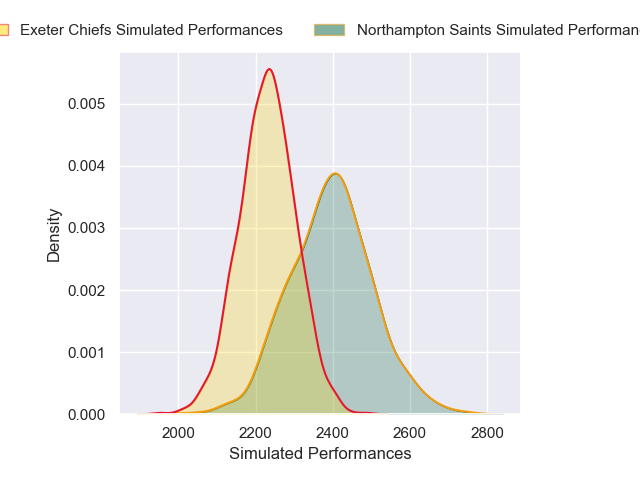 Exeter Chiefs Simulated Performances
Northampton Saints Simulated
0.005
0.004
0.003
0.002
0.001
0.000
Density
2000
2200
2400
2600
2800
Simulated Performances